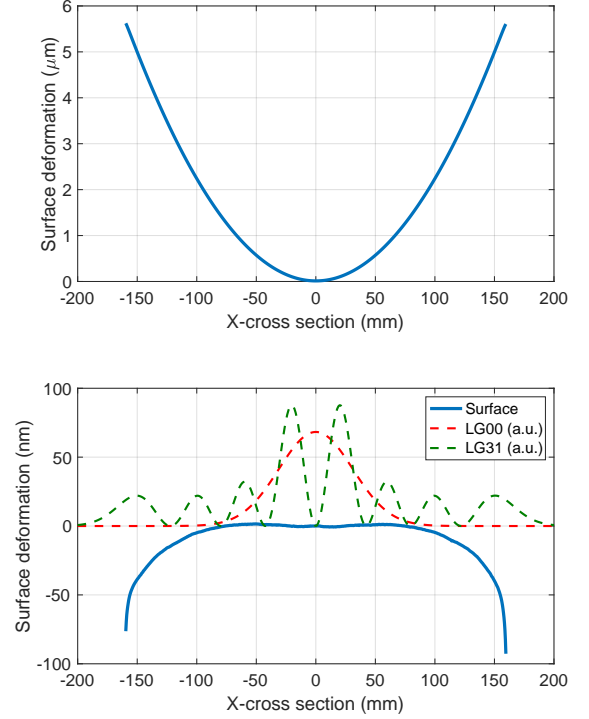 Surface deformation (μm)
6
5
4
3
2
1
0
-200 -150 -100 -50 0 50 100 150 200
X-cross section (mm)
Surface deformation (nm)
100
50
0
-50
-100
Surface
LG00 (a.u.)
LG31 (a.u.)
-200 -150 -100 -50 0 50 100 150 200
X-cross section (mm)